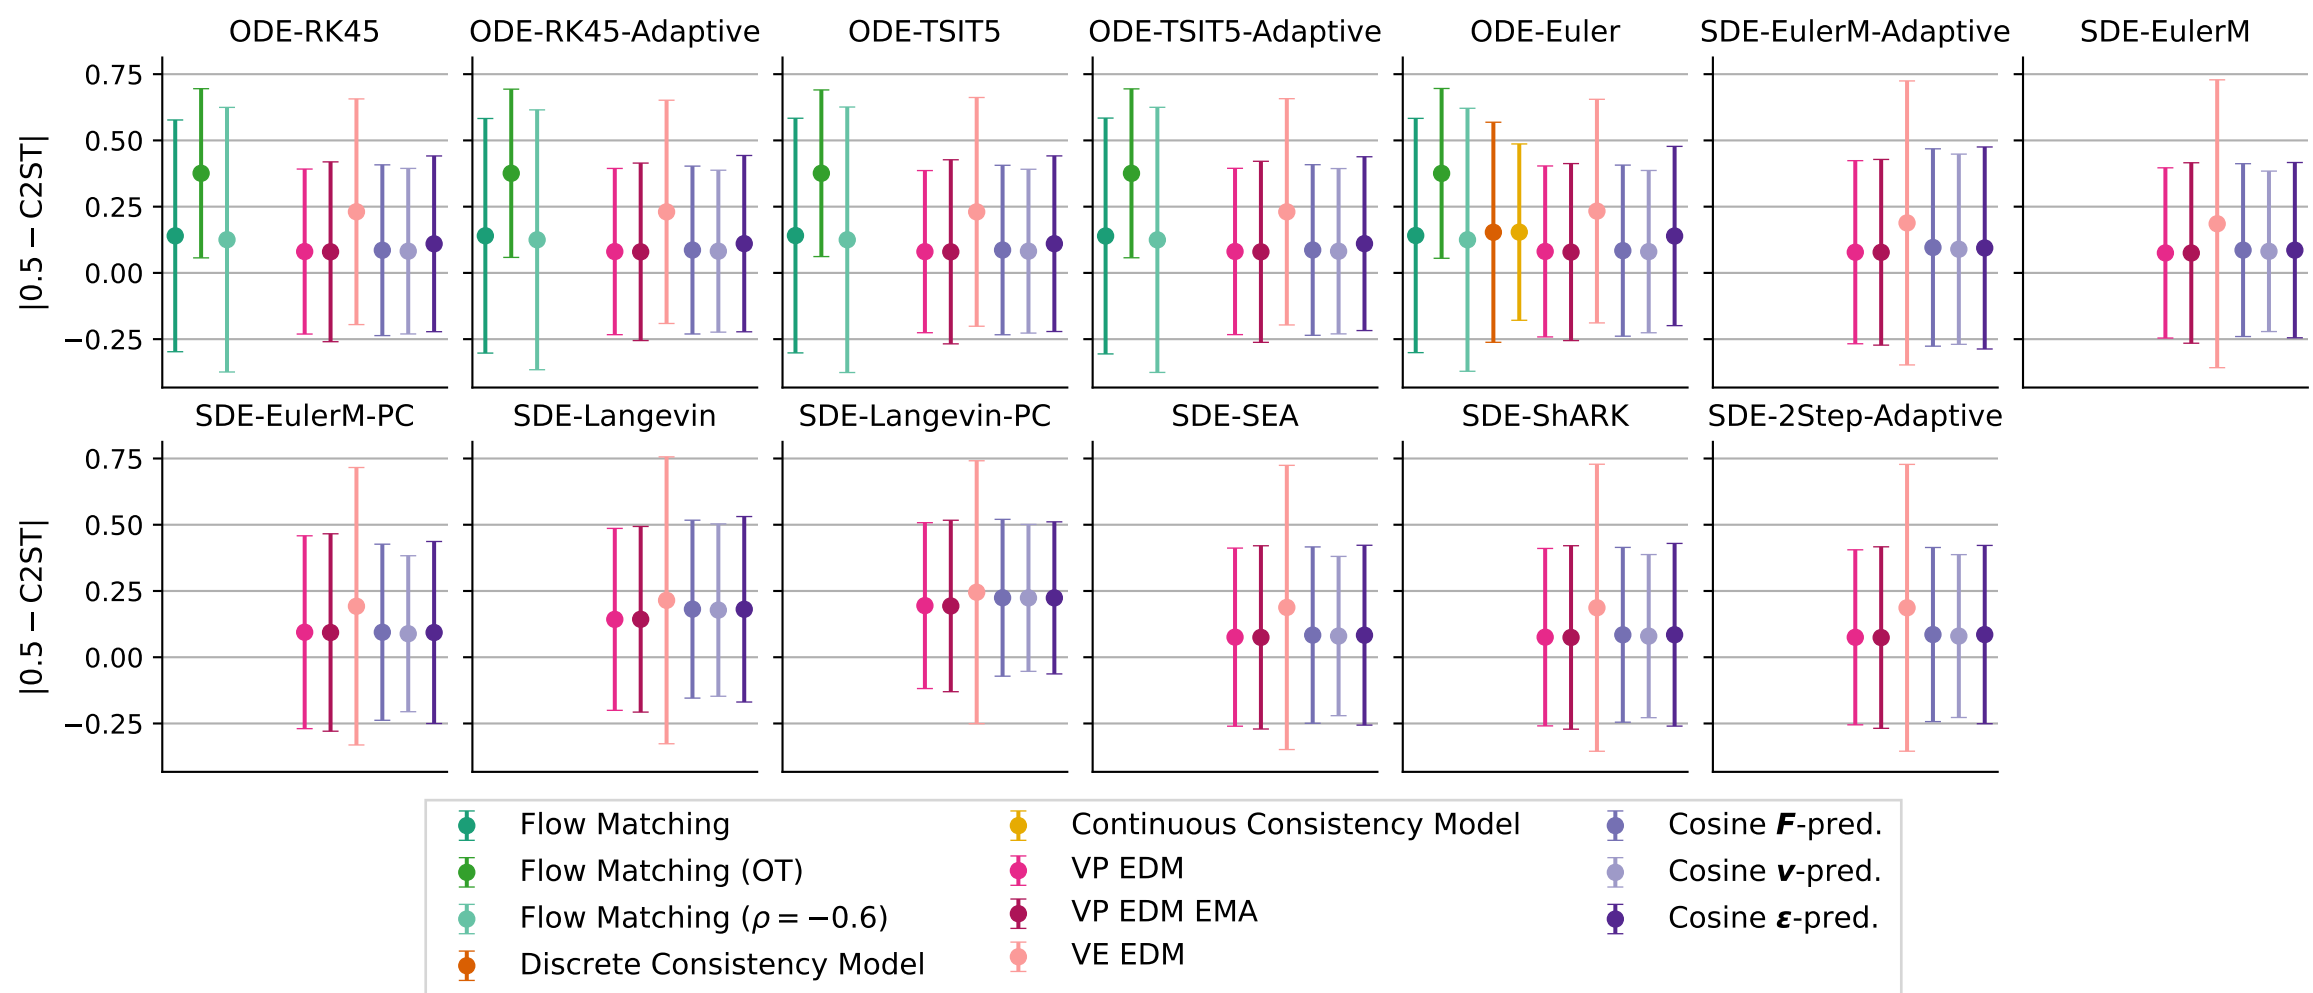 ODE-RK45 ODE-RK45-Adaptive ODE-TSIT5 ODE-TSIT5-Adaptive ODE-Euler SDE-EulerM-Adaptive SDE-EulerM
0.75
0.50
0.25
0.00
−0.25
|0.5 − C2ST|
SDE-EulerM-PC SDE-Langevin SDE-Langevin-PC SDE-SEA SDE-ShARK SDE-2Step-Adaptive
0.75
0.50
0.25
0.00
−0.25
|0.5 − C2ST|
Flow Matching
Flow Matching (OT)
Flow Matching (ρ = −0.6)
Discrete Consistency Model
Continuous Consistency Model
VP EDM
VP EDM EMA
VE EDM
Cosine F-pred.
Cosine v-pred.
Cosine ε-pred.